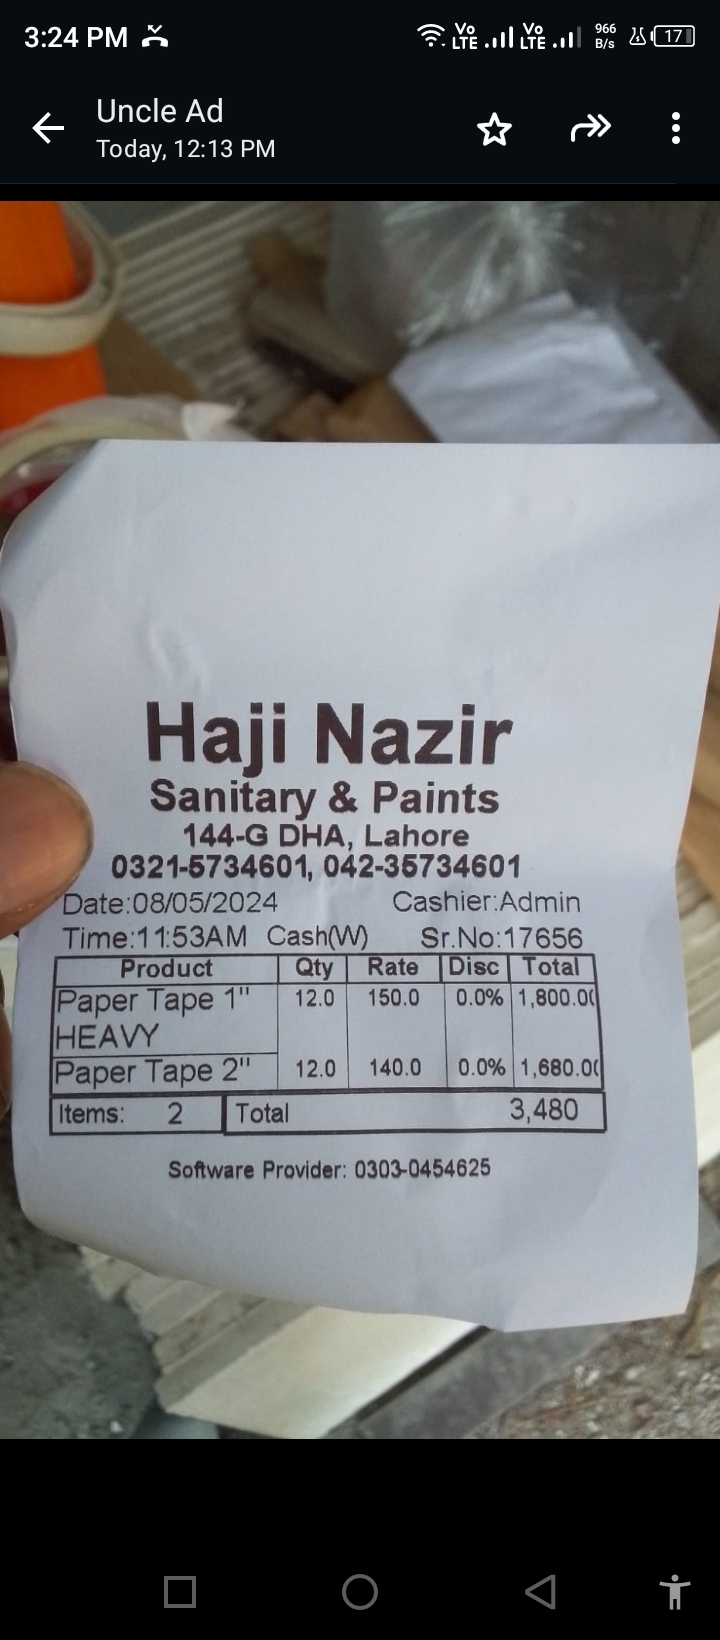 3:24 PM Vo LTE Vo LTE 966 B/s 17
Uncle Ad
Today, 12:13 PM
Haji Nazir
Sanitary & Paints
144-G DHA, Lahore
0321-5734601, 042-35734601
Date:08/05/2024 Cashier:Admin
Time:11:53AM Cash(W) Sr.No:17656
Product Qty Rate Disc Total
Paper Tape 1" 12.0 150.0 0.0% 1,800.00
HEAVY
Paper Tape 2" 12.0 140.0 0.0% 1,680.00
Items: 2 Total 3,480
Software Provider: 0303-0454625